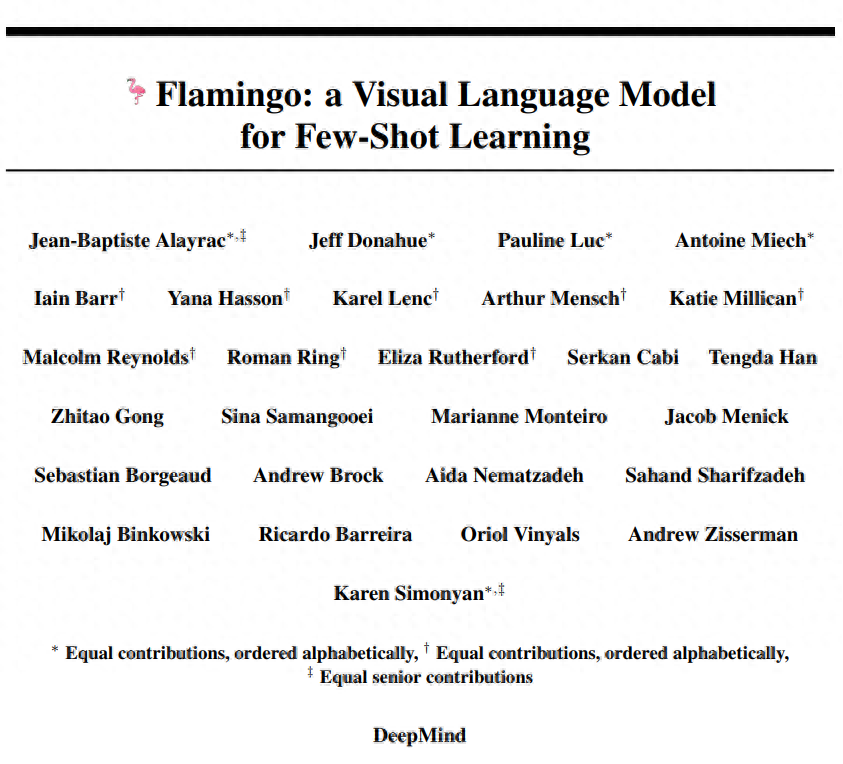 Flamingo: a Visual Language Model
for Few-Shot Learning
Jean-Baptiste Alayrac*,‡ Jeff Donahue* Pauline Luc* Antoine Miech*
Iain Barr† Yana Hasson† Karel Lenc† Arthur Mensch† Katie Millican†
Malcolm Reynolds† Roman Ring† Eliza Rutherford† Serkan Cabi Tengda Han
Zhitao Gong Sina Samangooei Marianne Monteiro Jacob Menick
Sebastian Borgeaud Andrew Brock Aida Nematzadeh Sahand Sharifzadeh
Mikolaj Binkowski Ricardo Barreira Oriol Vinyals Andrew Zisserman
Karen Simonyan*,‡
* Equal contributions, ordered alphabetically, † Equal contributions, ordered alphabetically,
‡ Equal senior contributions
DeepMind